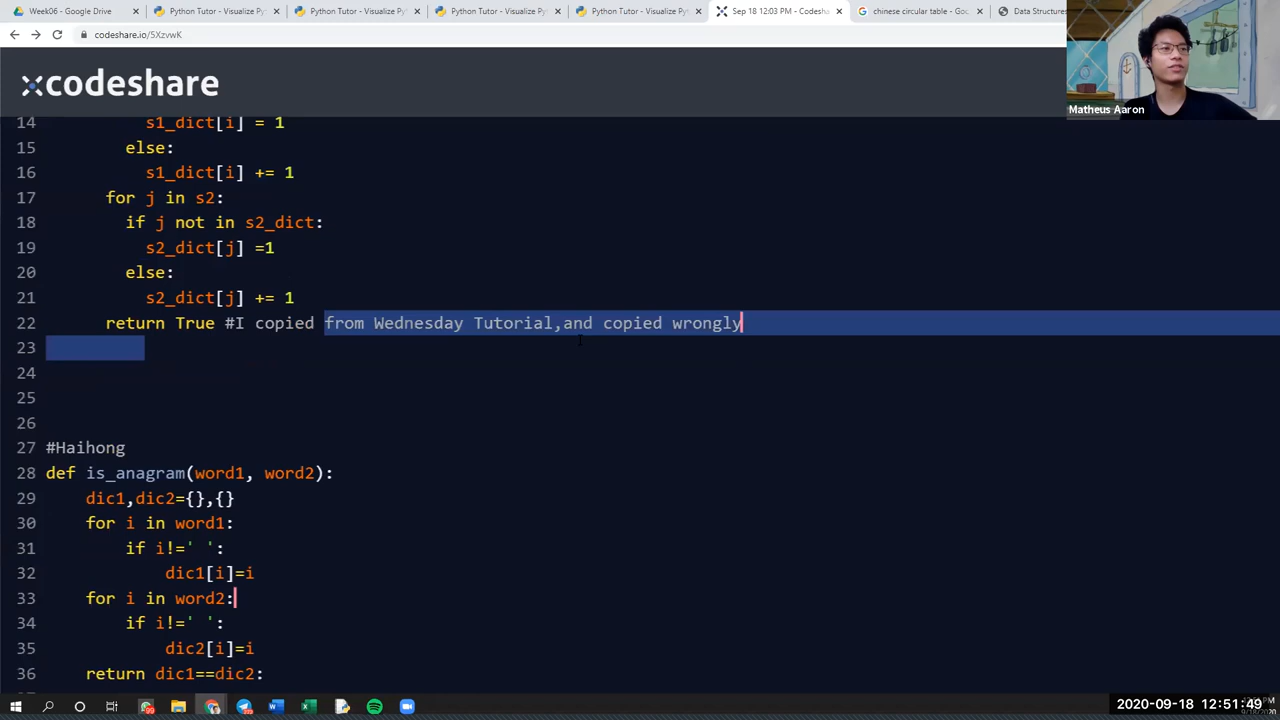 Week06 - Google Drive
Python Tutor - Visualize Py
Python Tutor - Visualize Py
Python Tutor - Visualize Py
Python Tutor - Visualize Py
Sep 18 12:03 PM - Codesha
chinese circular table - Goo
Data Structures
codeshare.io/5XzvwK
codeshare
Matheus Aaron
14 s1_dict[i] = 1
15 else:
16 s1_dict[i] += 1
17 for j in s2:
18 if j not in s2_dict:
19 s2_dict[j] =1
20 else:
21 s2_dict[j] += 1
22 return True #I copied from Wednesday Tutorial,and copied wrongly
23
24
25
26
27 #Haihong
28 def is_anagram(word1, word2):
29 dic1,dic2={},{}
30 for i in word1:
31 if i!=' ':
32 dic1[i]=i
33 for i in word2:
34 if i!=' ':
35 dic2[i]=i
36 return dic1==dic2:
2020-09-18 12:51:49